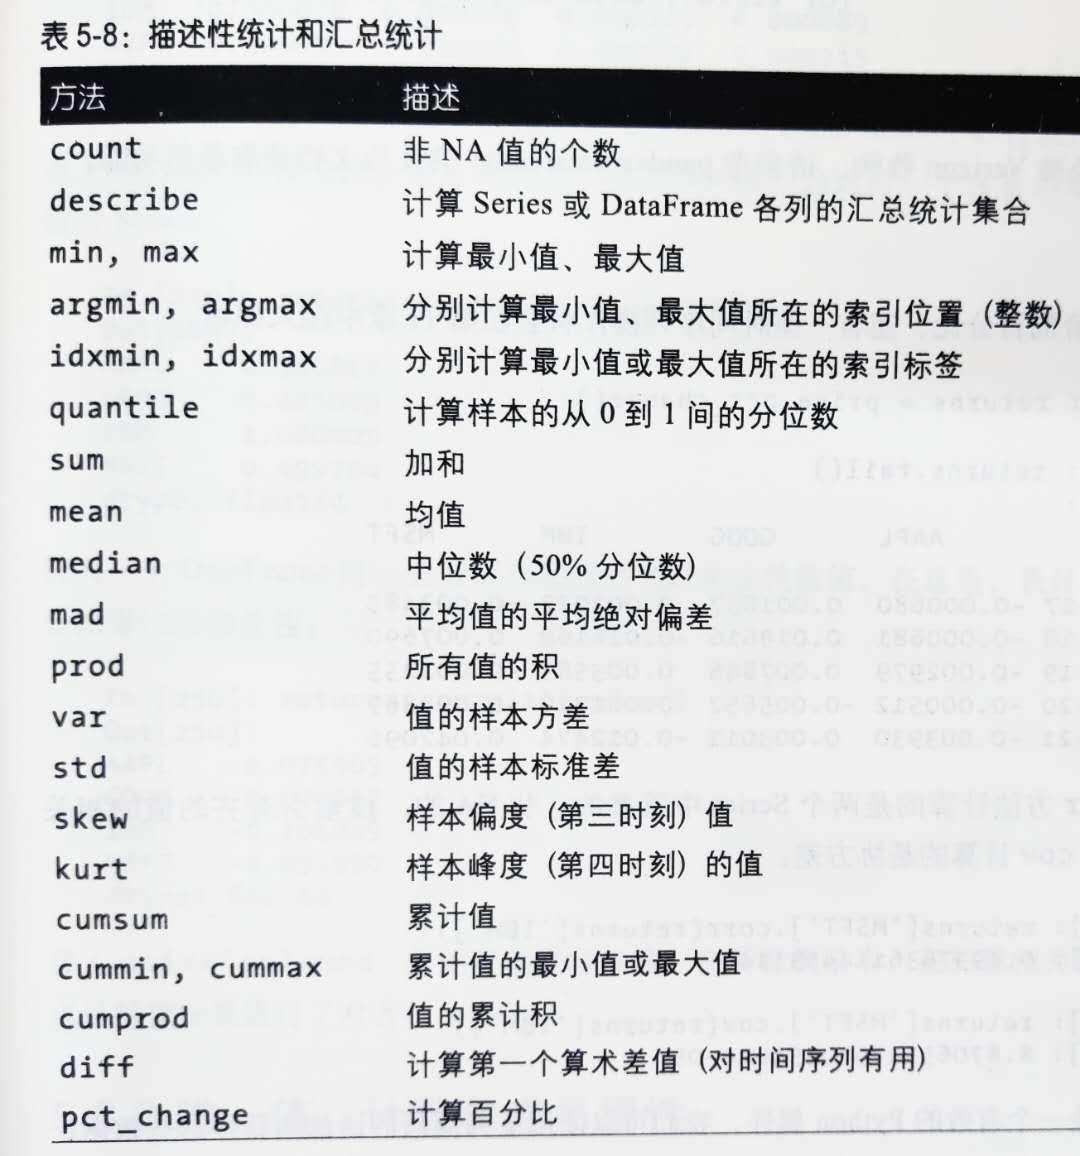 表 5-8：描述性统计和汇总统计
方法 描述
count 非 NA 值的个数
describe 计算 Series 或 DataFrame 各列的汇总统计集合
min, max 计算最小值、最大值
argmin, argmax 分别计算最小值、最大值所在的索引位置（整数）
idxmin, idxmax 分别计算最小值或最大值所在的索引标签
quantile 计算样本的从 0 到 1 间的分位数
sum 加和
mean 均值
median 中位数（50% 分位数）
mad 平均值的平均绝对偏差
prod 所有值的积
var 值的样本方差
std 值的样本标准差
skew 样本偏度（第三时刻）值
kurt 样本峰度（第四时刻）的值
cumsum 累计值
cummin, cummax 累计值的最小值或最大值
cumprod 值的累计积
diff 计算第一个算术差值（对时间序列有用）
pct_change 计算百分比